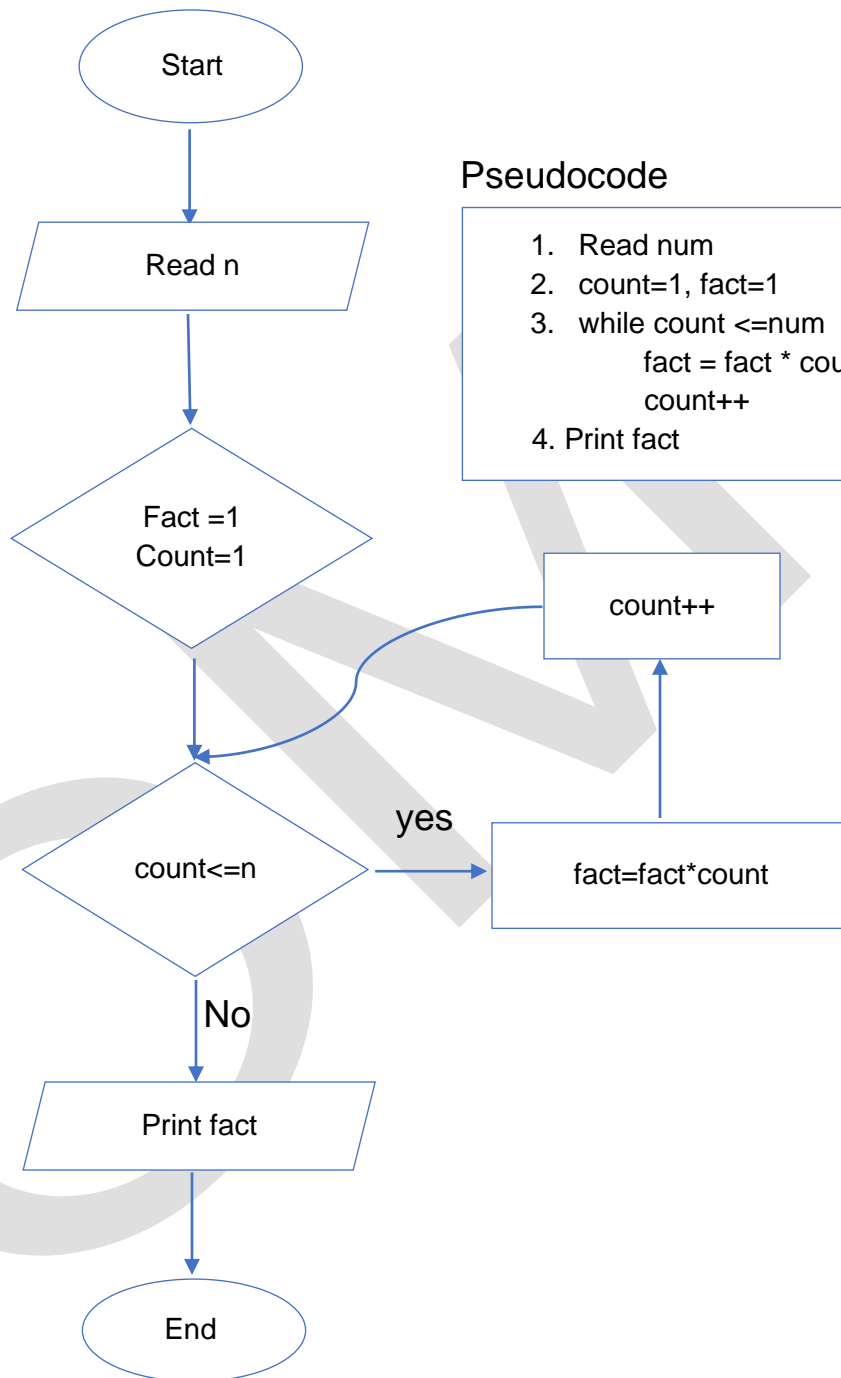 Start
Read n
Pseudocode
1. Read num
2. count=1, fact=1
3. while count <=num
fact = fact *
count++
4. Print fact
Fact =1
Count=1
count++
count<=n
yes
fact=fact*count
No
Print fact
End